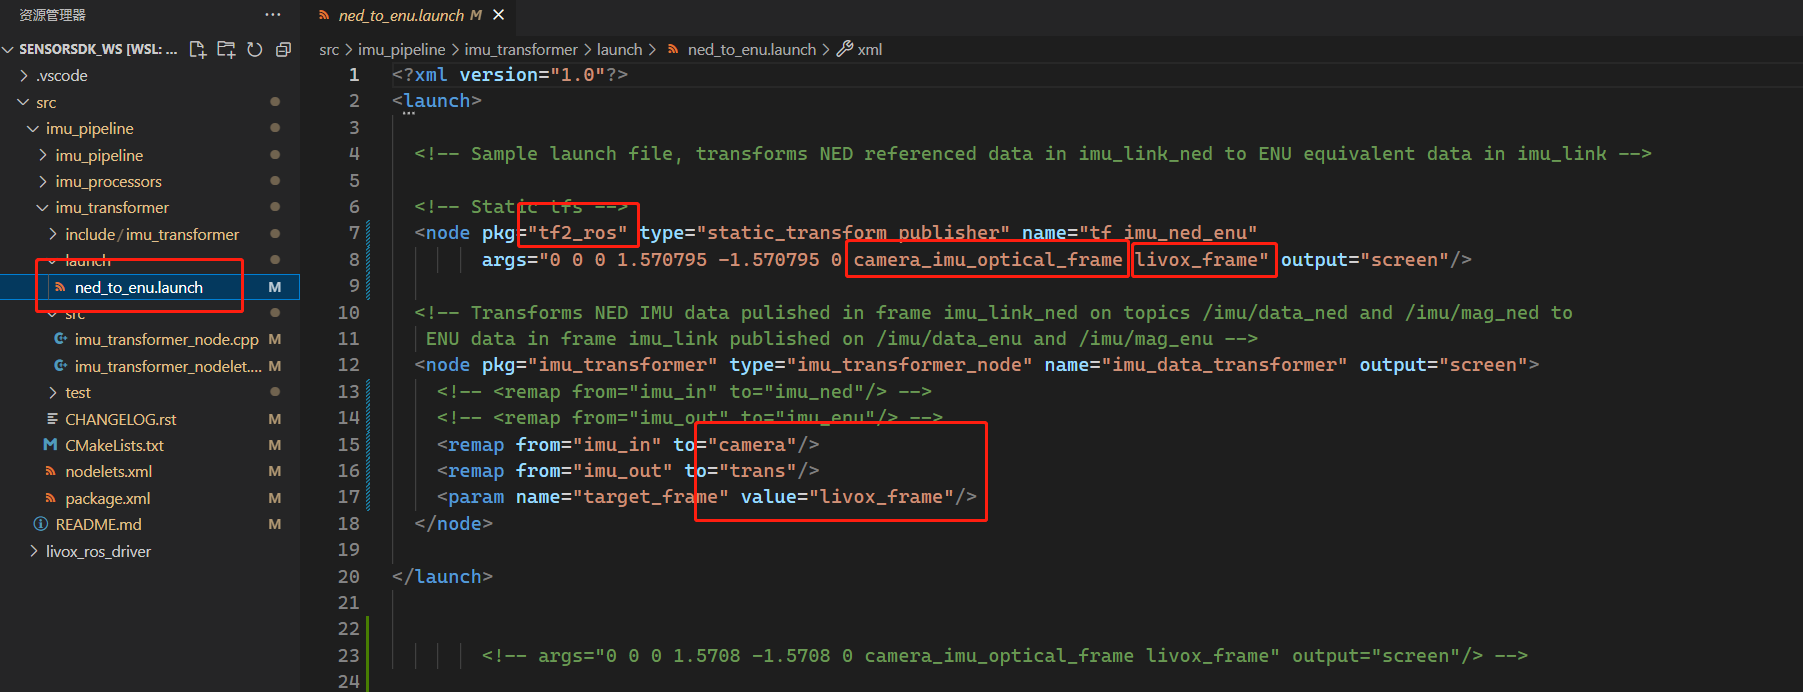 资源管理器
SENSORSDK_WS [WSL: ...
.vscode
src
imu_pipeline
imu_pipeline
imu_processors
imu_transformer
include/imu_transformer
launch
ned_to_enu.launch M
src
imu_transformer_node.cpp M
imu_transformer_nodelet.... M
test
CHANGELOG.rst M
CMakeLists.txt M
nodelets.xml M
package.xml M
README.md M
livox_ros_driver
ned_to_enu.launch M
src > imu_pipeline > imu_transformer > launch > ned_to_enu.launch > xml
1 <?xml version="1.0"?>
2 <launch>
3
4 <!-- Sample launch file, transforms NED referenced data in imu_link_ned to ENU equivalent data in imu_link -->
5
6 <!-- Static tfs -->
7 <node pkg="tf2_ros" type="static_transform_publisher" name="tf_imu_ned_enu"
8 args="0 0 0 1.570795 -1.570795 0 camera_imu_optical_frame livox_frame" output="screen"/>
9
10 <!-- Transforms NED IMU data pulished in frame imu_link_ned on topics /imu/data_ned and /imu/mag_ned to
11 ENU data in frame imu_link published on /imu/data_enu and /imu/mag_enu -->
12 <node pkg="imu_transformer" type="imu_transformer_node" name="imu_data_transformer" output="screen">
13 <!-- <remap from="imu_in" to="imu_ned"/> -->
14 <!-- <remap from="imu_out" to="imu_enu"/> -->
15 <remap from="imu_in" to="camera"/>
16 <remap from="imu_out" to="trans"/>
17 <param name="target_frame" value="livox_frame"/>
18 </node>
19
20 </launch>
21
22
23 <!-- args="0 0 0 1.5708 -1.5708 0 camera_imu_optical_frame livox_frame" output="screen"/> -->
24